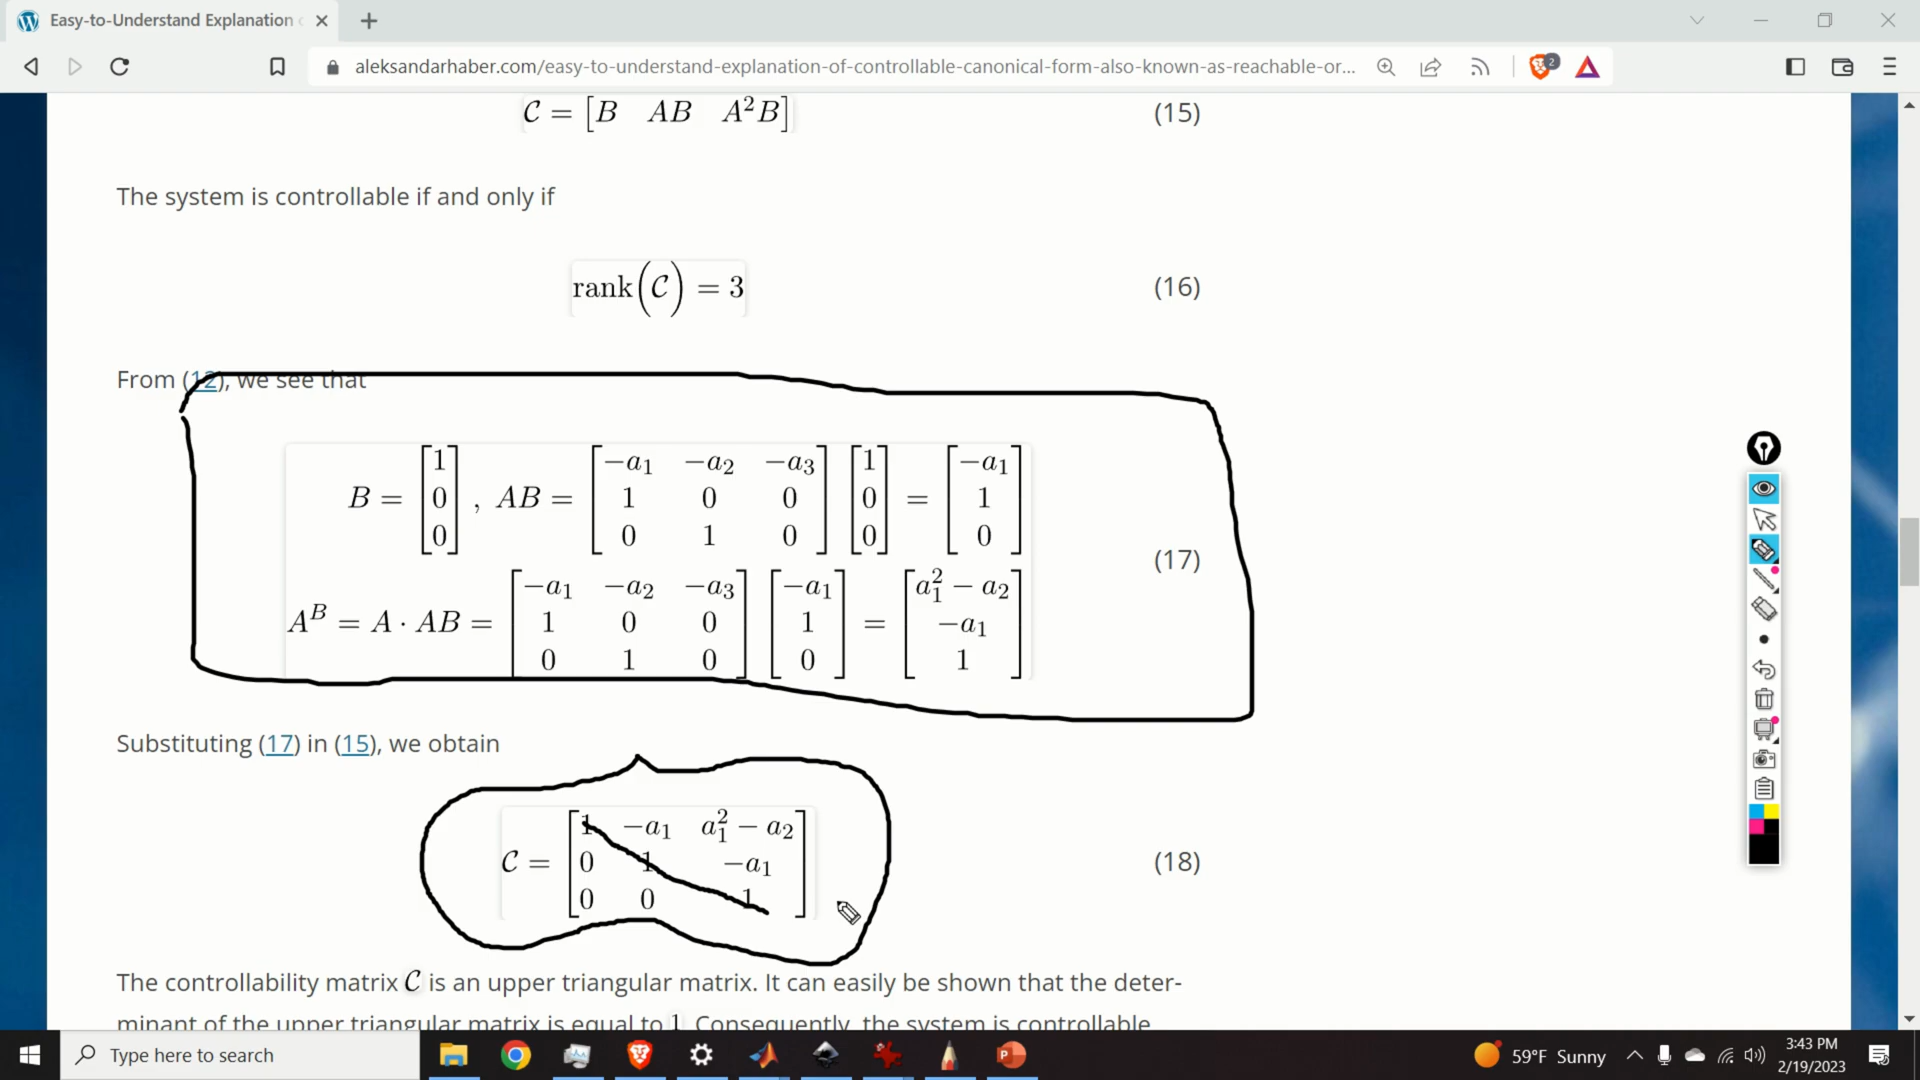 Easy-to-Understand Explanation
aleksandarhaber.com/easy-to-understand-explanation-of-controllable-canonical-form-also-known-as-reachable-or...
2
𝒞 = [B AB A²B] (15)
The system is controllable if and only if
rank(𝒞) = 3 (16)
From (12), we see that
B = [1; 0; 0], AB = [−a₁ −a₂ −a₃; 1 0 0; 0 1 0] [1; 0; 0] = [−a₁; 1; 0]
(17)
Aᴮ = A · AB = [−a₁ −a₂ −a₃; 1 0 0; 0 1 0] [−a₁; 1; 0] = [a₁² − a₂; −a₁; 1]
Substituting (17) in (15), we obtain
𝒞 = [1 −a₁ a₁² − a₂; 0 1 −a₁; 0 0 1] (18)
The controllability matrix 𝒞 is an upper triangular matrix. It can easily be shown that the deter-
minant of the upper triangular matrix is equal to 1. Consequently, the system is controllable
Type here to search
59°F Sunny
3:43 PM
2/19/2023